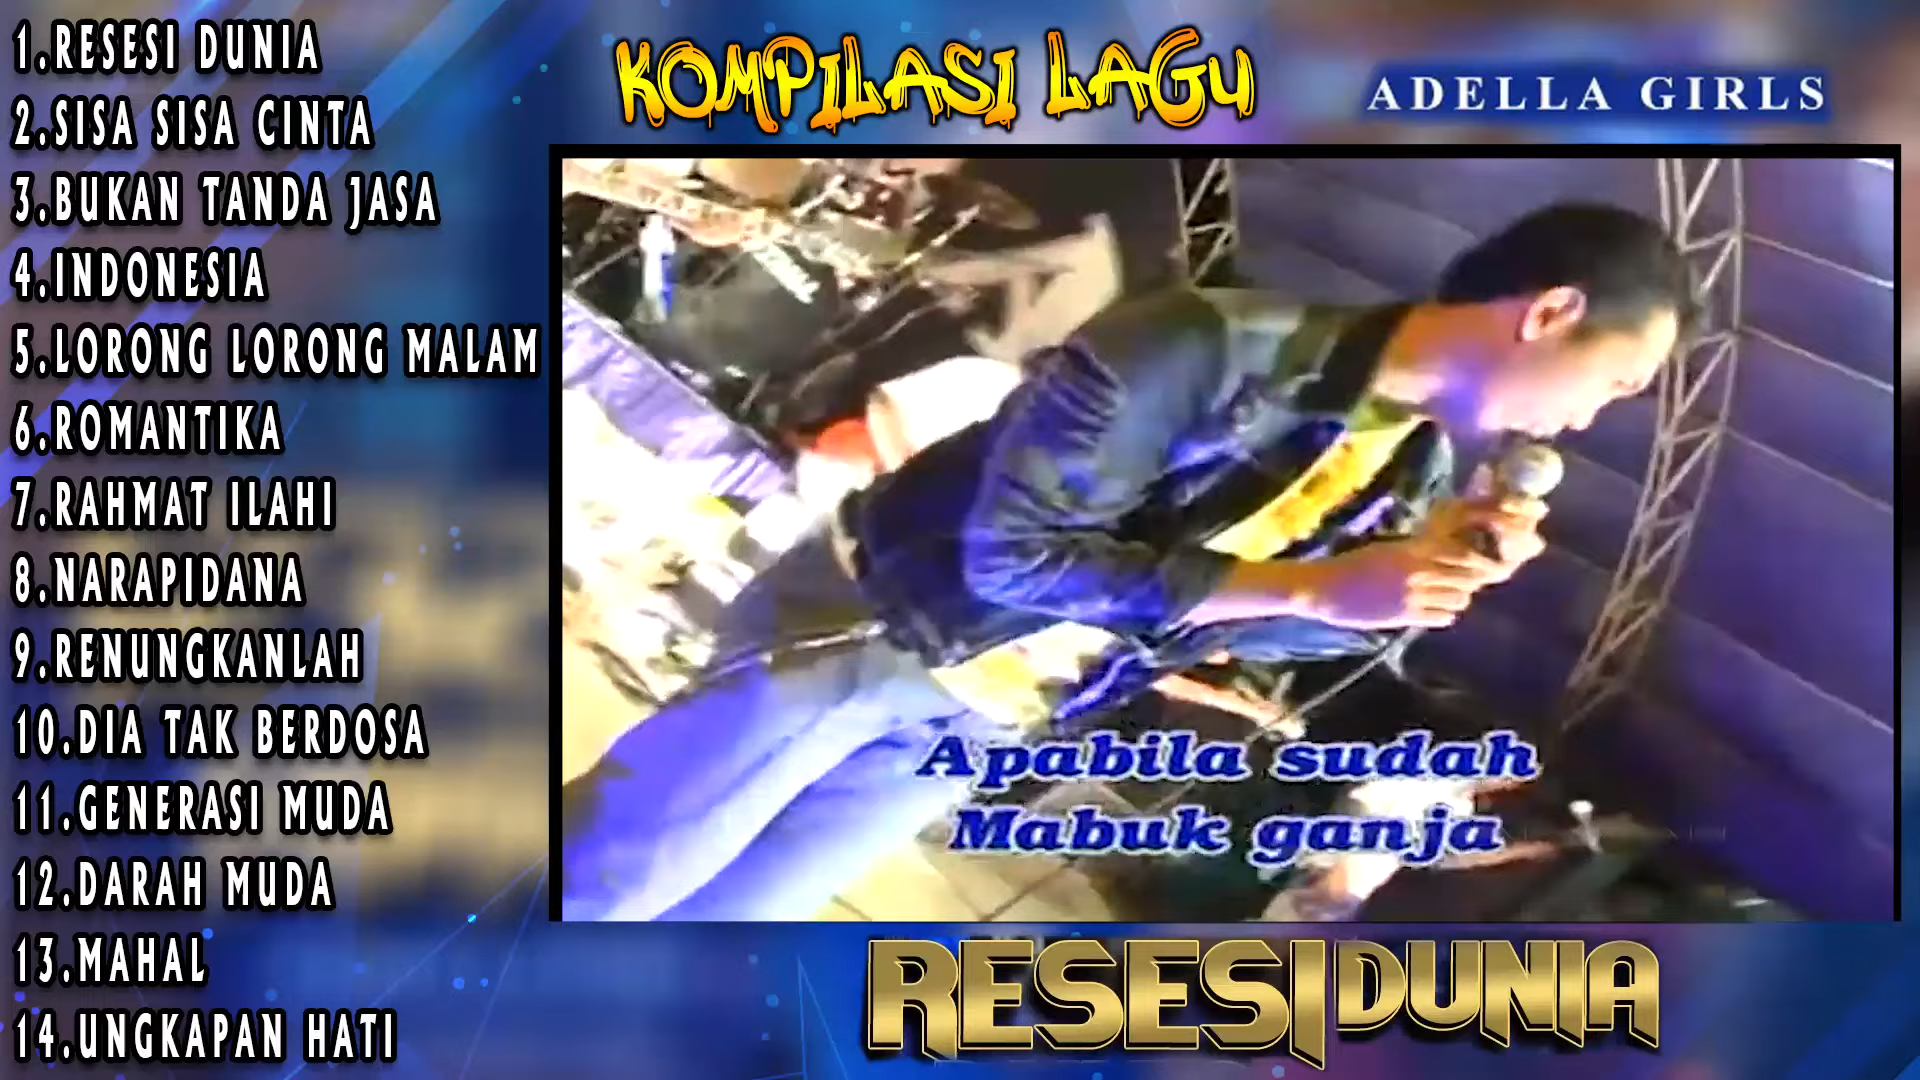 1.RESESI DUNIA
2.SISA SISA CINTA
3.BUKAN TANDA JASA
4.INDONESIA
5.LORONG LORONG MALAM
6.ROMANTIKA
7.RAHMAT ILAHI
8.NARAPIDANA
9.RENUNGKANLAH
10.DIA TAK BERDOSA
11.GENERASI MUDA
12.DARAH MUDA
13.MAHAL
14.UNGKAPAN HATI
KOMPILASI LAGU
ADELLA GIRLS
Apabila sudah
Mabuk ganja
RESESI DUNIA